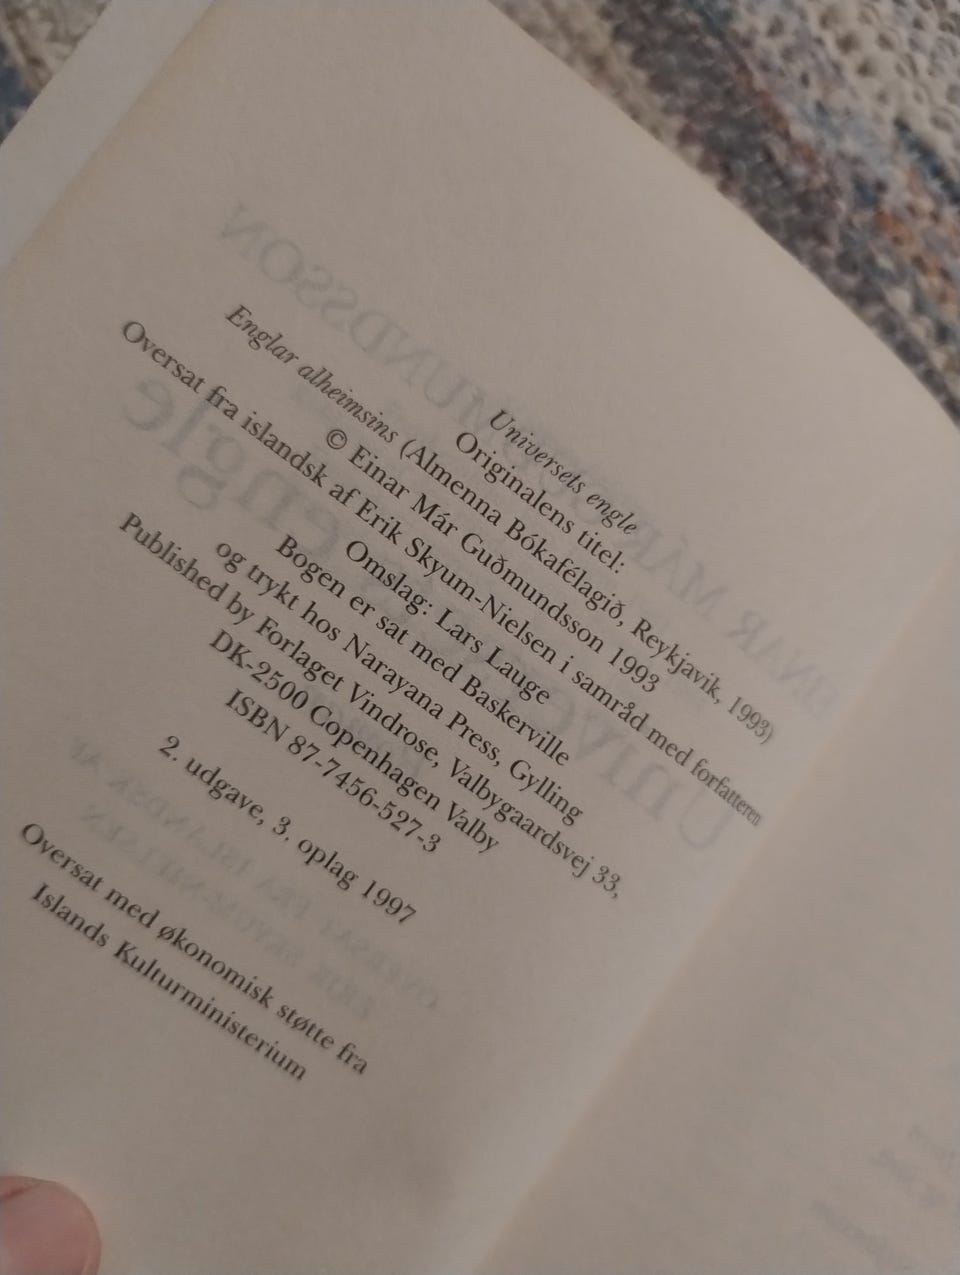 Universets engle
Originalens titel:
Englar alheimsins (Almenna Bókafélagið, Reykjavik, 1993)
© Einar Már Guðmundsson 1993
Oversat fra islandsk af Erik Skyum-Nielsen i samråd med forfatteren
Omslag: Lars Lauge
Bogen er sat med Baskerville
og trykt hos Narayana Press, Gylling
Published by Forlaget Vindrose, Valbygaardsvej 33,
DK-2500 Copenhagen Valby
ISBN 87-7456-527-3
2. udgave, 3. oplag 1997
Oversat med økonomisk støtte fra
Islands Kulturministerium